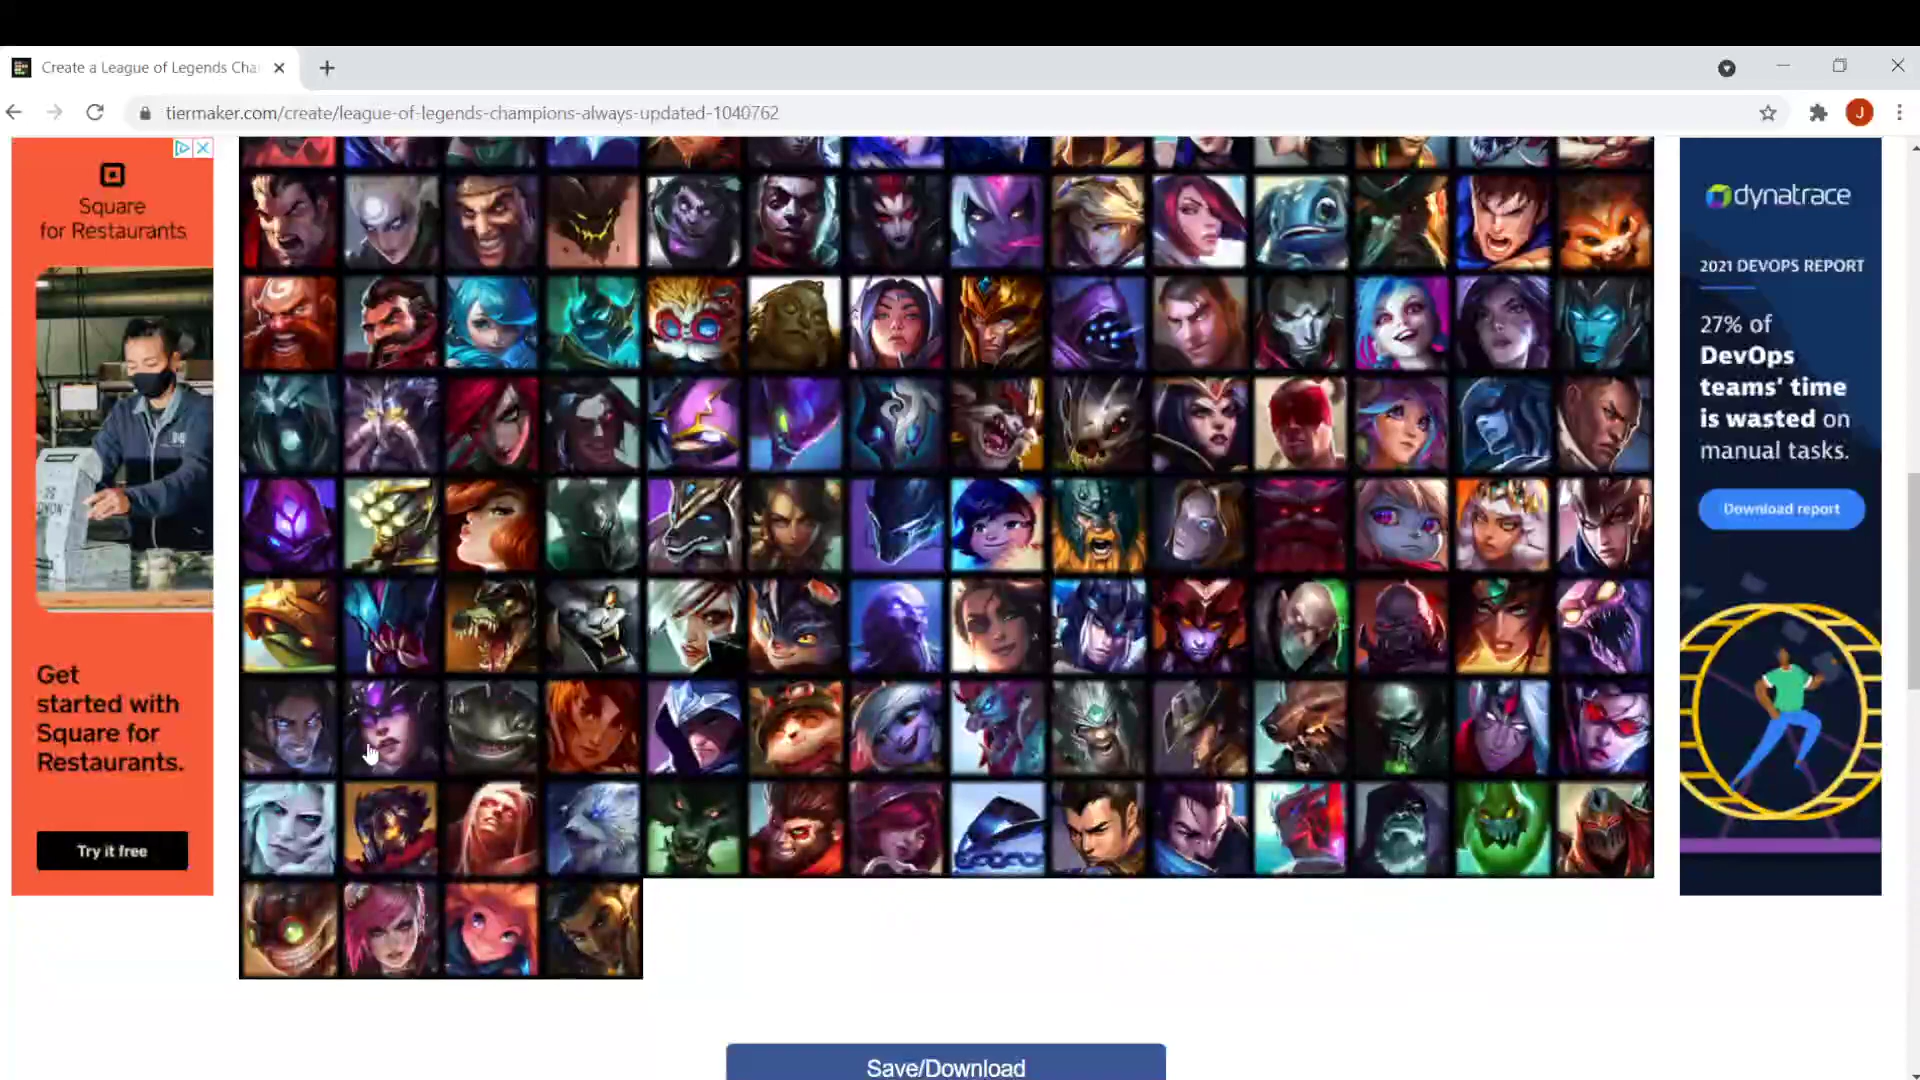 Create a League of Legends Cha
tiermaker.com/create/league-of-legends-champions-always-updated-1040762
J
Square
for Restaurants
Get
started with
Square for
Restaurants.
Try it free
dynatrace
2021 DEVOPS REPORT
27% of
DevOps
teams' time
is wasted on
manual tasks.
Download report
Save/Download